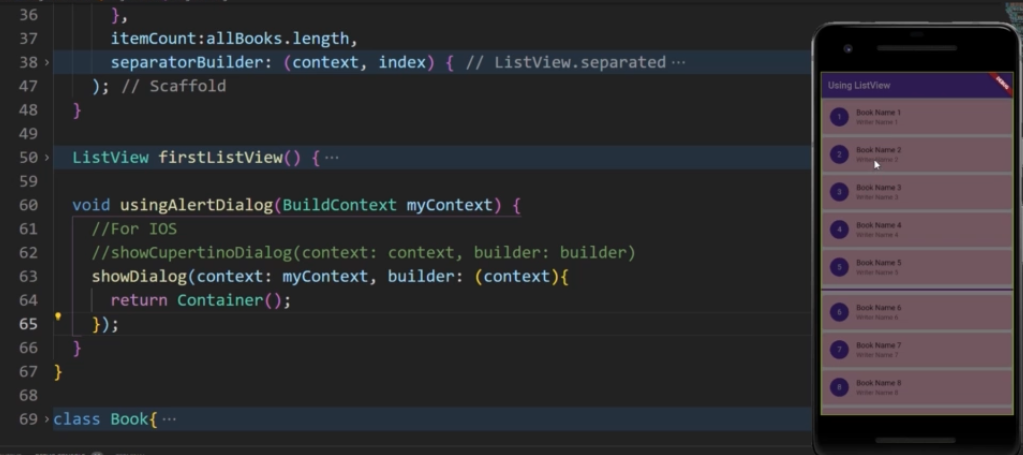 36 },
37 itemCount:allBooks.length,
38 separatorBuilder: (context, index) { // ListView.separated ...
47 ); // Scaffold
48 }
49
50 ListView firstListView() { ...
59
60 void usingAlertDialog(BuildContext myContext) {
61 //For IOS
62 //showCupertinoDialog(context: context, builder: builder)
63 showDialog(context: myContext, builder: (context){
64 return Container();
65 });
66 }
67 }
68
69 class Book{ ...
Using ListView
DEBUG
1 Book Name 1
Writer Name 1
2 Book Name 2
Writer Name 2
3 Book Name 3
Writer Name 3
4 Book Name 4
Writer Name 4
5 Book Name 5
Writer Name 5
6 Book Name 6
Writer Name 6
7 Book Name 7
Writer Name 7
8 Book Name 8
Writer Name 8